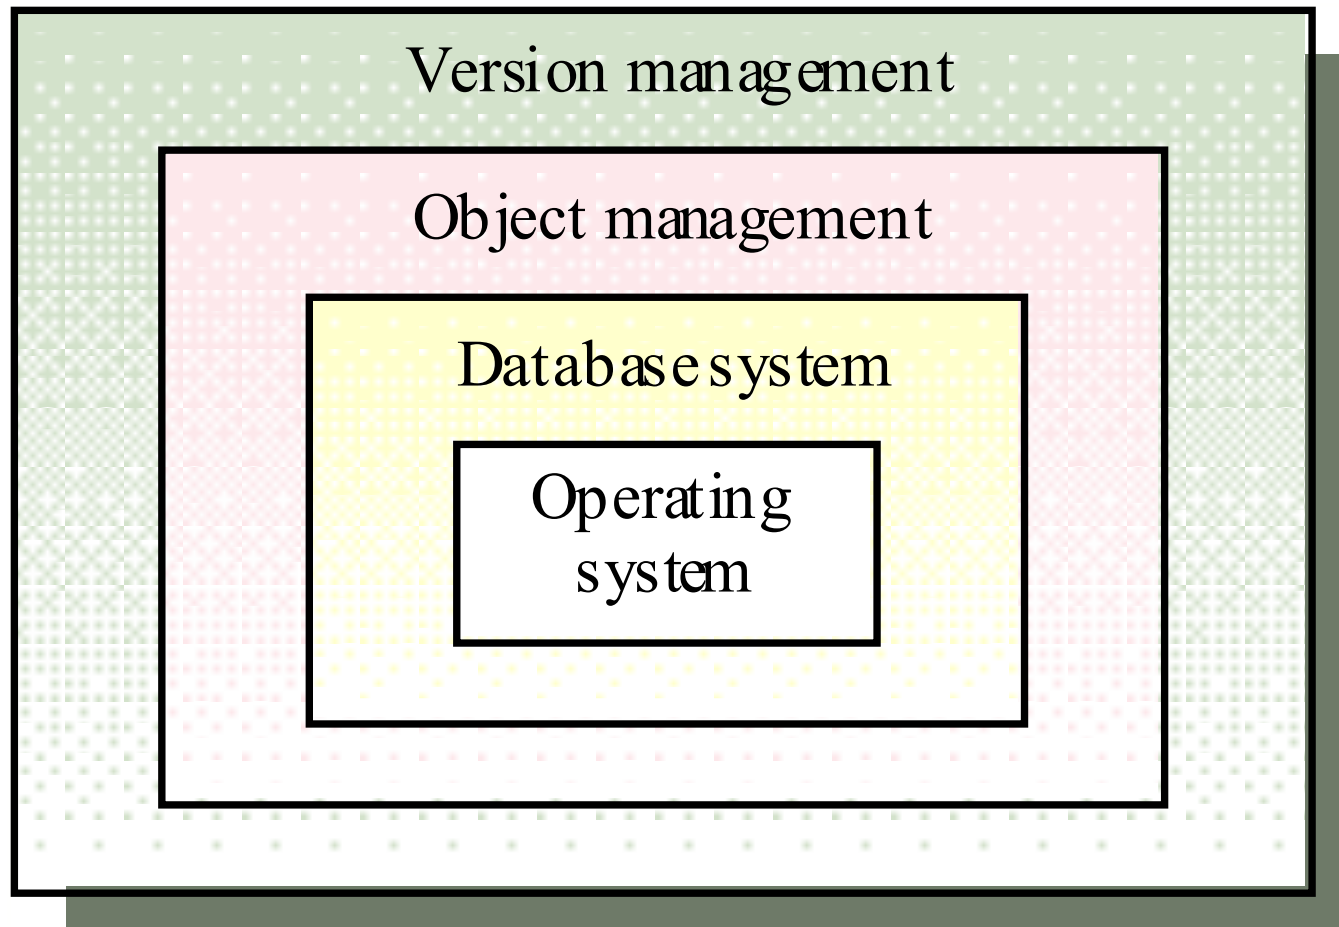 Version management
Object management
Database system
Operating
system